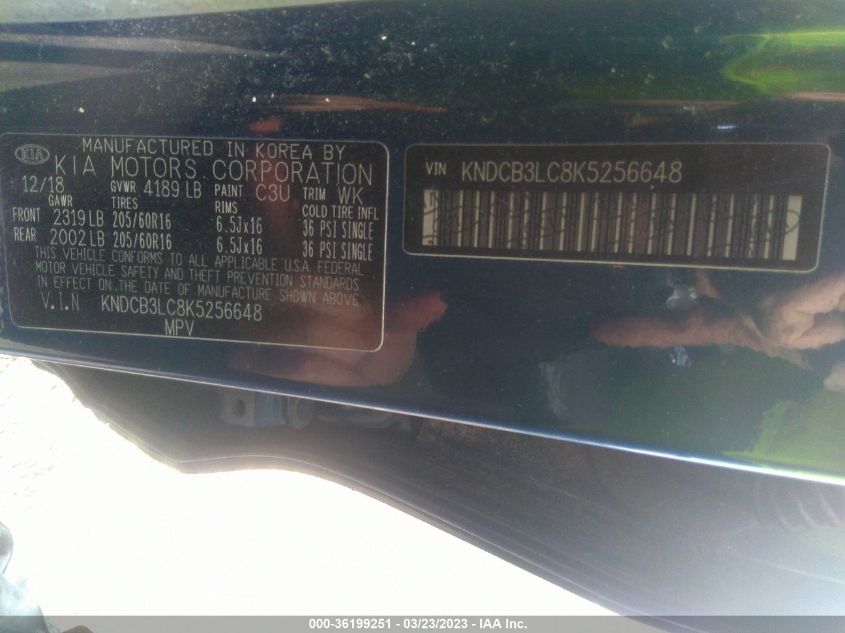 KIA
MANUFACTURED IN KOREA BY
KIA MOTORS CORPORATION
12/18 GVWR 4189 LB PAINT C3U TRIM WK
GAWR TIRES RIMS COLD TIRE INFL
FRONT 2319 LB 205/60R16 6.5Jx16 36 PSI SINGLE
REAR 2002 LB 205/60R16 6.5Jx16 36 PSI SINGLE
THIS VEHICLE CONFORMS TO ALL APPLICABLE U.S.A. FEDERAL
MOTOR VEHICLE SAFETY AND THEFT PREVENTION STANDARDS
IN EFFECT ON THE DATE OF MANUFACTURE SHOWN ABOVE.
V.I.N KNDCB3LC8K5256648
MPV
VIN KNDCB3LC8K5256648
000-36199251 - 03/23/2023 - IAA Inc.